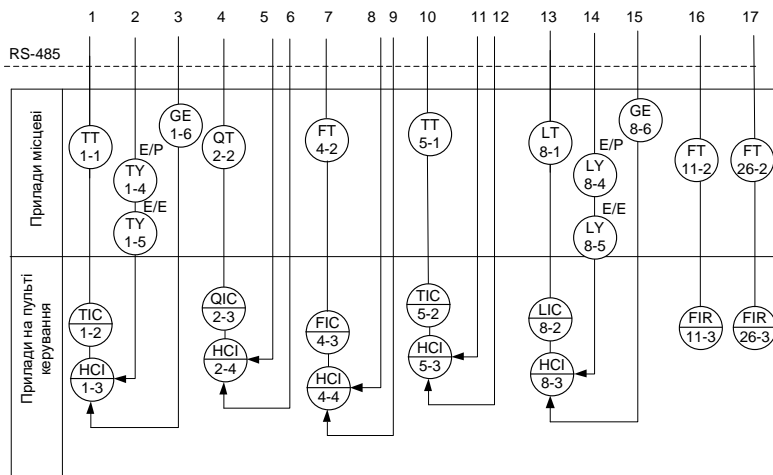 1 2 3 4 5 6 7 8 9 10 11 12 13 14 15 16 17
RS-485
Прилади місцеві
TT
1-1
E/P
TY
1-4
E/E
TY
1-5
GE
1-6
QT
2-2
FT
4-2
TT
5-1
LT
8-1
E/P
LY
8-4
E/E
LY
8-5
GE
8-6
FT
11-2
FT
26-2
Прилади на пульті
керування
TIC
1-2
HCI
1-3
QIC
2-3
HCI
2-4
FIC
4-3
HCI
4-4
TIC
5-2
HCI
5-3
LIC
8-2
HCI
8-3
FIR
11-3
FIR
26-3